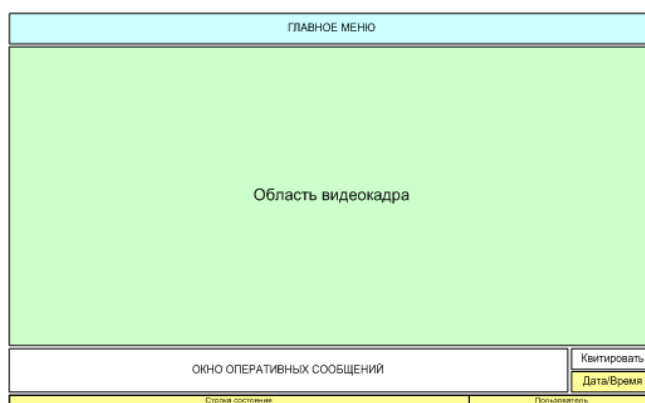 ГЛАВНОЕ МЕНЮ
Область видеокадра
ОКНО ОПЕРАТИВНЫХ СООБЩЕНИЙ
Квитировать
Дата/Время
Строка состояния
Пользователь